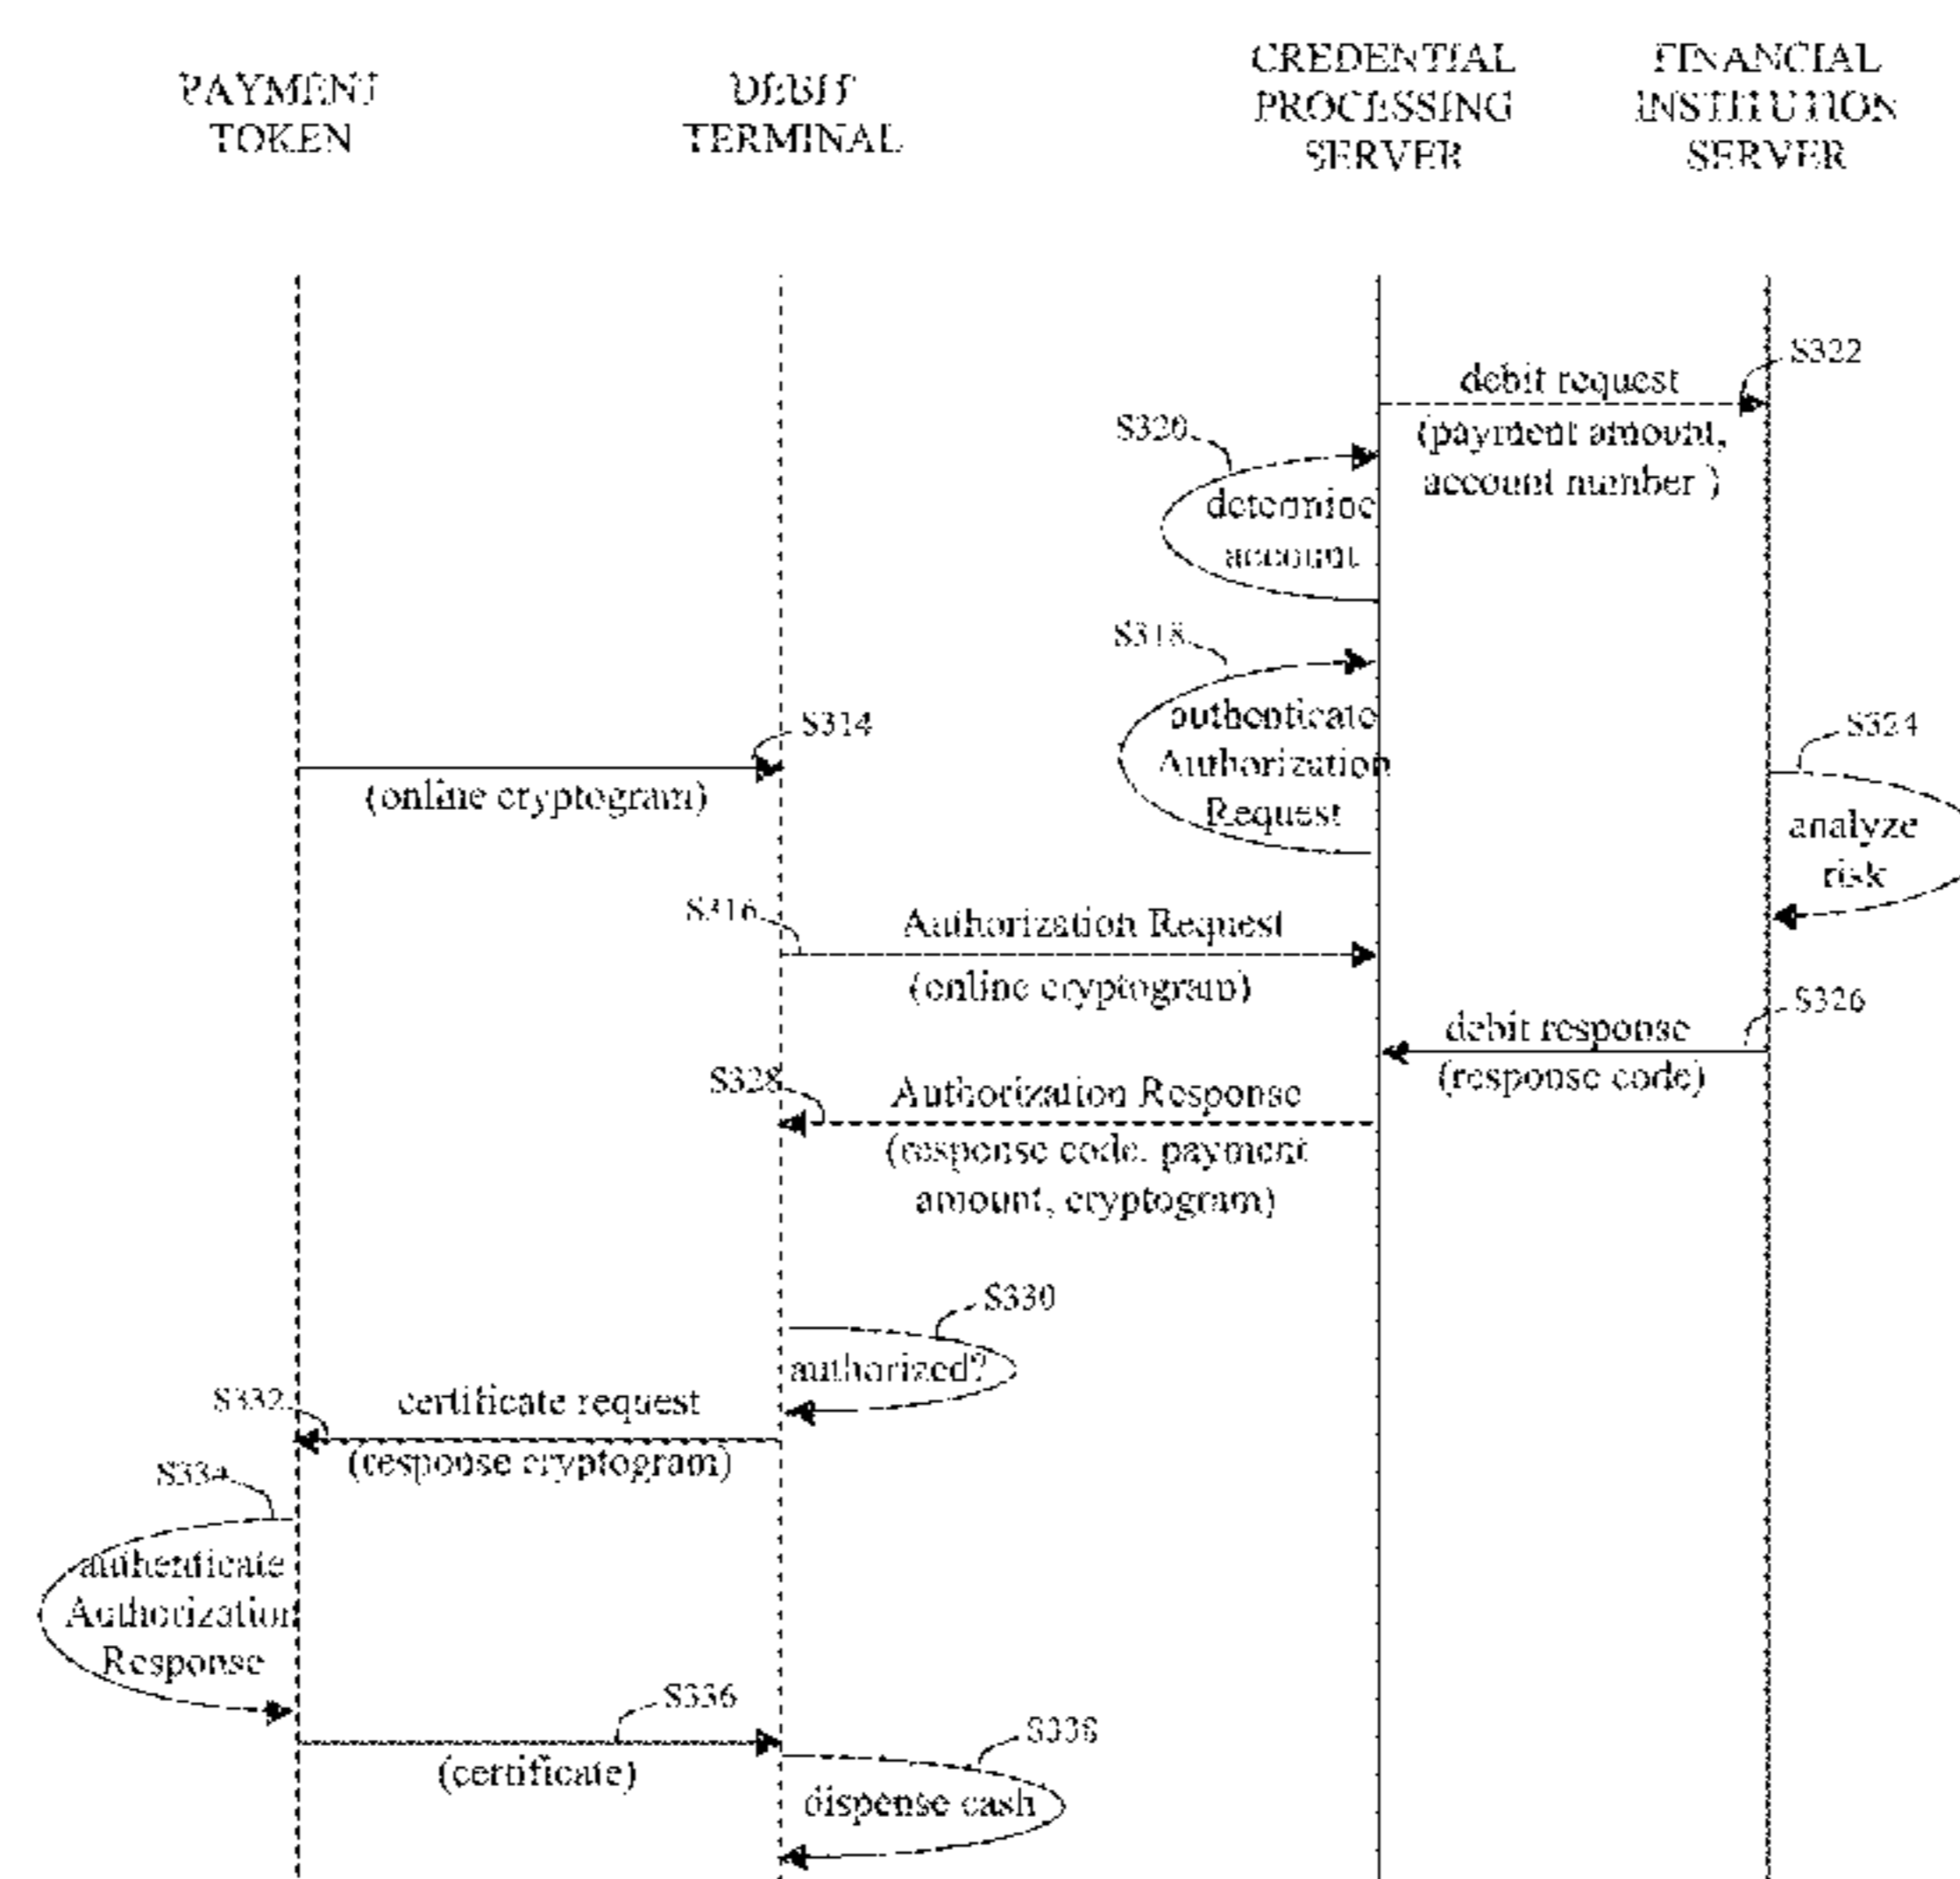 PAYMENT
TOKEN
DEBIT
TERMINAL
CREDENTIAL
PROCESSING
SERVER
FINANCIAL
INSTITUTION
SERVER
S322
debit request
(payment amount,
account number )
S320
determine
account
S318
authenticate
Authorization
Request
S314
(online cryptogram)
S324
analyze
risk
S316
Authorization Request
(online cryptogram)
S326
debit response
(response code)
S328
Authorization Response
(response code, payment
amount, cryptogram)
S330
authorized?
S332
certificate request
(response cryptogram)
S334
authenticate
Authorization
Response
S336
(certificate)
S338
dispense cash